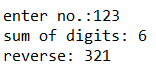 enter no.:123
sum of digits: 6
reverse: 321